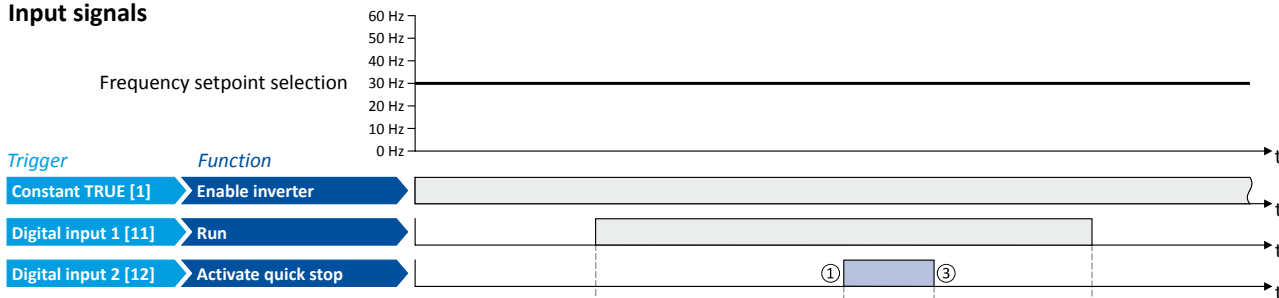 Input signals
60 Hz
50 Hz
40 Hz
Frequency setpoint selection 30 Hz
20 Hz
10 Hz
0 Hz
t
Trigger Function
Constant TRUE [1] Enable inverter
t
Digital input 1 [11] Run
t
Digital input 2 [12] Activate quick stop ① ③
t